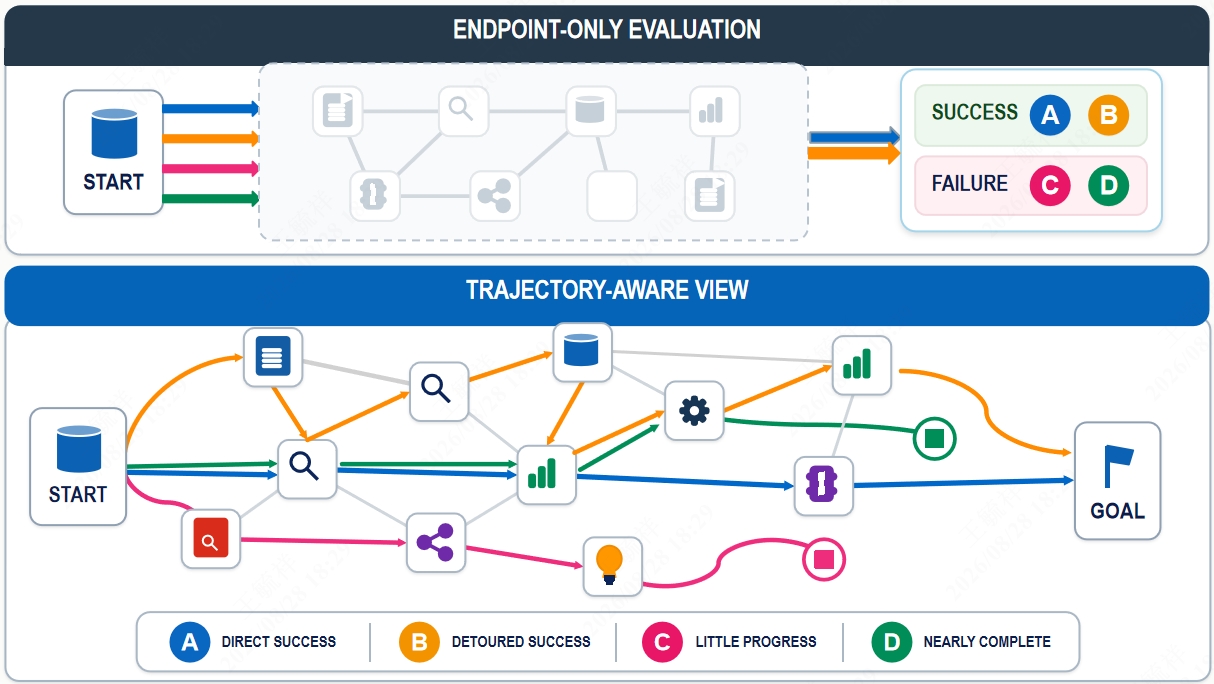 ENDPOINT-ONLY EVALUATION
START
SUCCESS A B
FAILURE C D
TRAJECTORY-AWARE VIEW
START
GOAL
A DIRECT SUCCESS B DETOURED SUCCESS C LITTLE PROGRESS D NEARLY COMPLETE